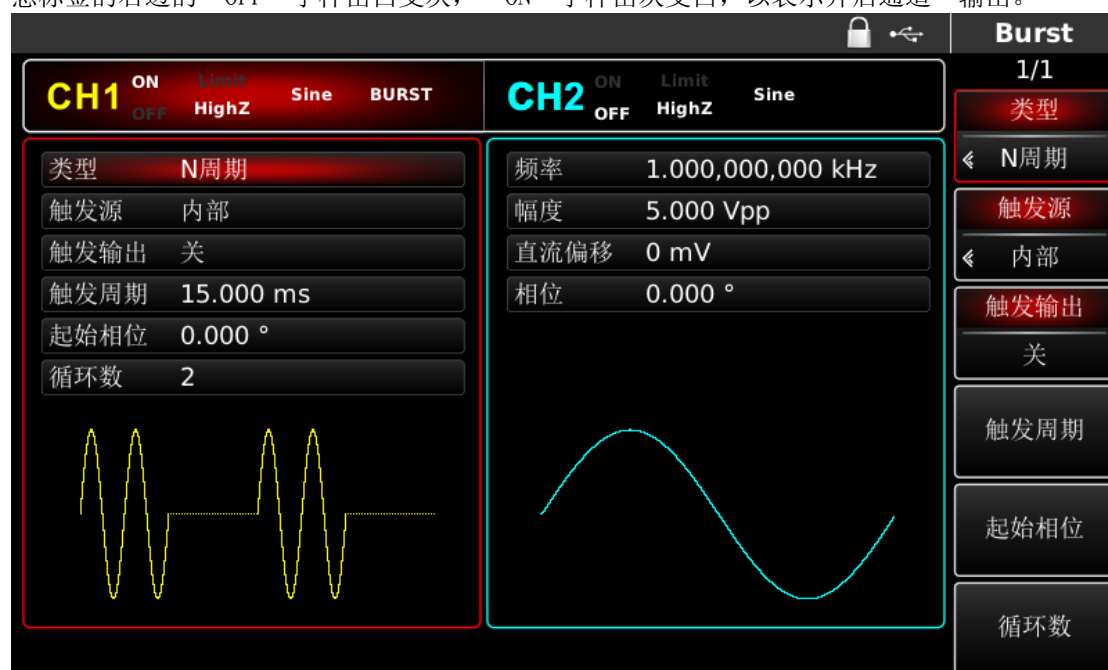 Burst
CH1 ON OFF Limit HighZ Sine BURST
CH2 ON OFF Limit HighZ Sine
1/1
类型 N周期
触发源 内部
触发输出 关
触发周期 15.000 ms
起始相位 0.000 °
循环数 2
频率 1.000,000,000 kHz
幅度 5.000 Vpp
直流偏移 0 mV
相位 0.000 °
类型
N周期
触发源
内部
触发输出
关
触发周期
起始相位
循环数